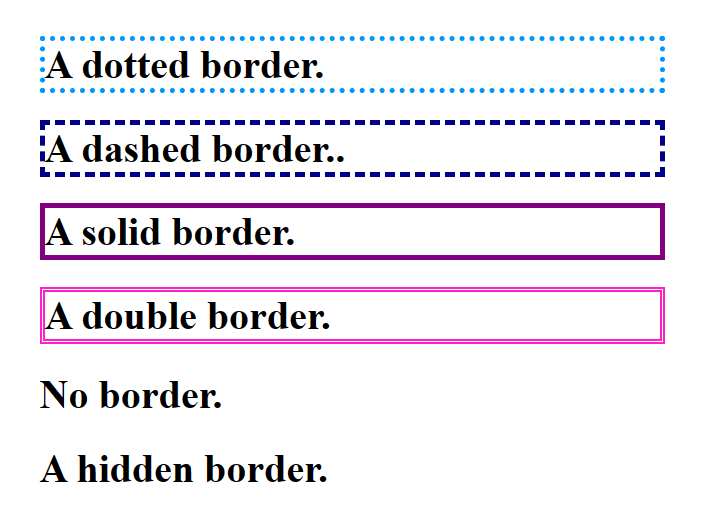 A dotted border.
A dashed border..
A solid border.
A double border.
No border.
A hidden border.